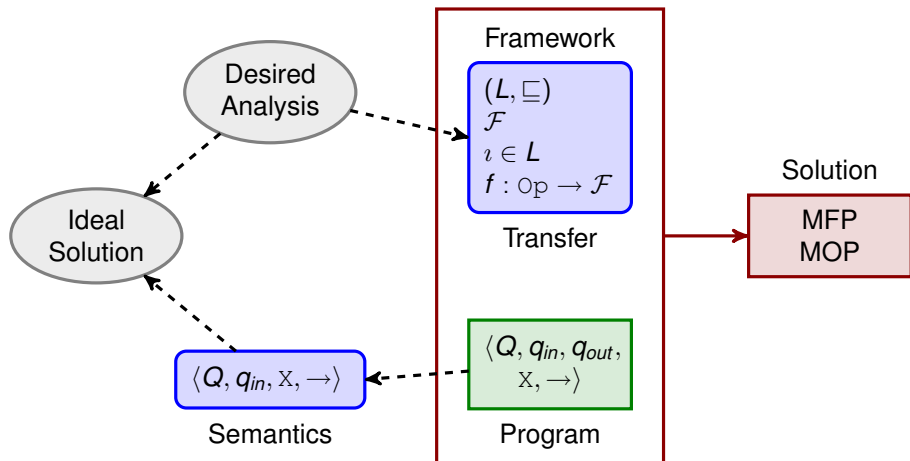 Framework
Desired
Analysis
(L, ⊑)
ℱ
ı ∈ L
f : Op → ℱ
Transfer
Ideal
Solution
Solution
MFP
MOP
⟨Q, q_in, X, →⟩
Semantics
⟨Q, q_in, q_out,
X, →⟩
Program